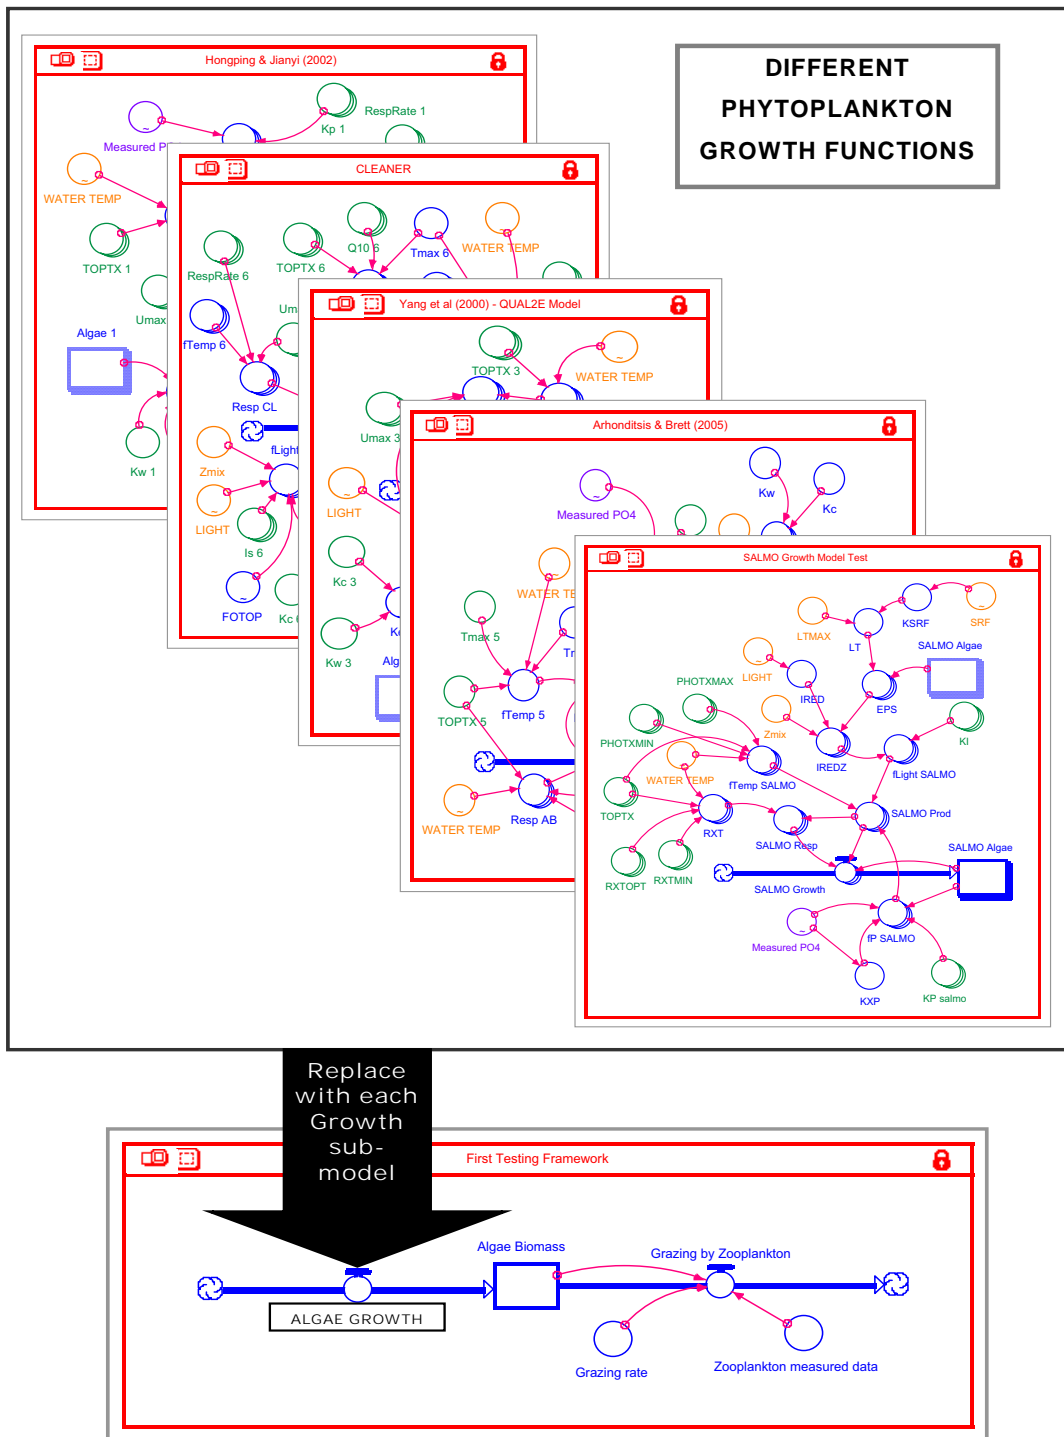 DIFFERENT
PHYTOPLANKTON
GROWTH FUNCTIONS
Hongping & Jianyi (2002)
RespRate 1
Kp 1
Measured
WATER TEMP
TOPTX 1
Umax
Algae 1
Kw 1
CLEANER
Q10 6
TOPTX 6
Tmax 6
WATER TEMP
RespRate 6
fTemp 6
Resp CL
fLight
Zmix
LIGHT
Is 6
FOTOP
Kc
Yang et al (2000) - QUAL2E Model
TOPTX 3
WATER TEMP
Umax 3
LIGHT
Kc 3
Kw 3
Arhonditsis & Brett (2005)
Kw
Kc
Measured PO4
WATER
Tmax 5
TOPTX 5
fTemp 5
WATER TEMP
Resp AB
SALMO Growth Model Test
LTMAX
KSRF
SRF
LT
SALMO Algae
LIGHT
IRED
EPS
PHOTXMAX
Zmix
KI
PHOTXMIN
IREDZ
fLight SALMO
WATER TEMP
fTemp SALMO
TOPTX
RXT
SALMO Prod
SALMO Resp
SALMO Algae
RXTOPT
RXTMIN
SALMO Growth
Measured PO4
fP SALMO
KXP
KP salmo
Replace
with each
Growth
sub-
model
First Testing Framework
Algae Biomass
Grazing by Zooplankton
ALGAE GROWTH
Grazing rate
Zooplankton measured data